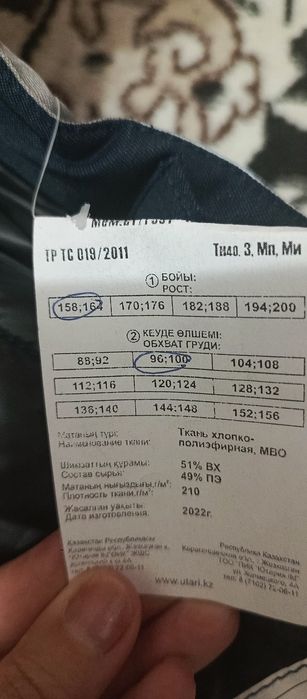 ТР ТС 019/2011 Тн40, З, Мп, Ми
① БОЙЫ:
РОСТ:
158;164 170;176 182;188 194;200
② КЕУДЕ ӨЛШЕМІ:
ОБХВАТ ГРУДИ:
88;92 96;100 104;108
112;116 120;124 128;132
136;140 144;148 152;156
Матаның түрі: Ткань хлопко-
Наименование ткани: полиэфирная, МВО
Шикізаттың құрамы: 51% ВХ
Состав сырья: 49% ПЭ
Матаның нығыздығы,г/м²:
Плотность ткани,г/м²: 210
Жасалған уақыты:
Дата изготовления: 2022г.
Қазақстан Республикасы
Республика Казахстан
www.utari.kz